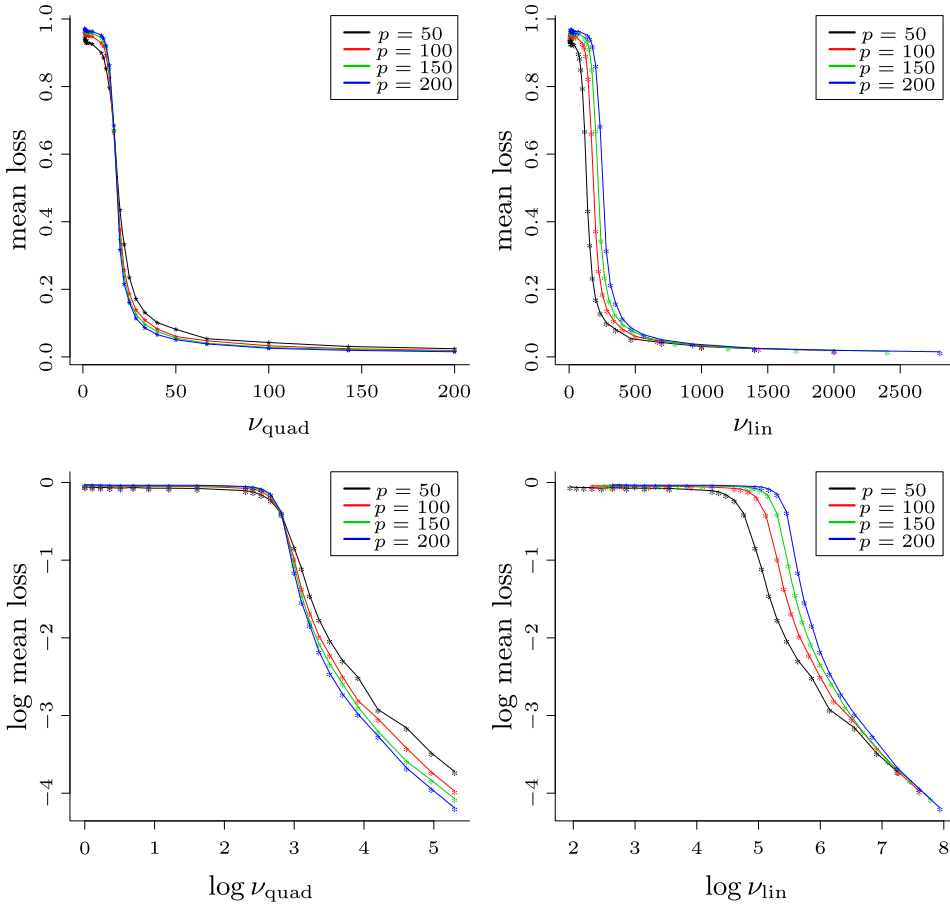 mean loss
0.0 0.2 0.4 0.6 0.8 1.0
p = 50
p = 100
p = 150
p = 200
0 50 100 150 200
ν_quad
mean loss
0.0 0.2 0.4 0.6 0.8 1.0
p = 50
p = 100
p = 150
p = 200
0 500 1000 1500 2000 2500
ν_lin
log mean loss
−4 −3 −2 −1 0
p = 50
p = 100
p = 150
p = 200
0 1 2 3 4 5
log ν_quad
log mean loss
−4 −3 −2 −1 0
p = 50
p = 100
p = 150
p = 200
2 3 4 5 6 7 8
log ν_lin